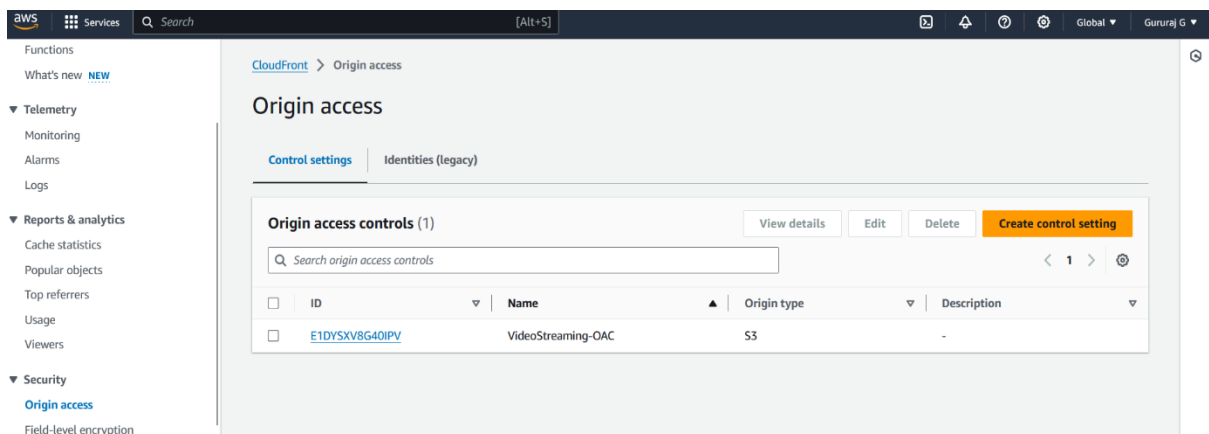 aws Services Search [Alt+S] Global Gururaj G
Functions
What's new NEW
Telemetry
Monitoring
Alarms
Logs
Reports & analytics
Cache statistics
Popular objects
Top referrers
Usage
Viewers
Security
Origin access
Field-level encryption
CloudFront > Origin access
Origin access
Control settings Identities (legacy)
Origin access controls (1) View details Edit Delete Create control setting
Search origin access controls 1
ID Name Origin type Description
E1DYSXV8G40IPV VideoStreaming-OAC S3 -